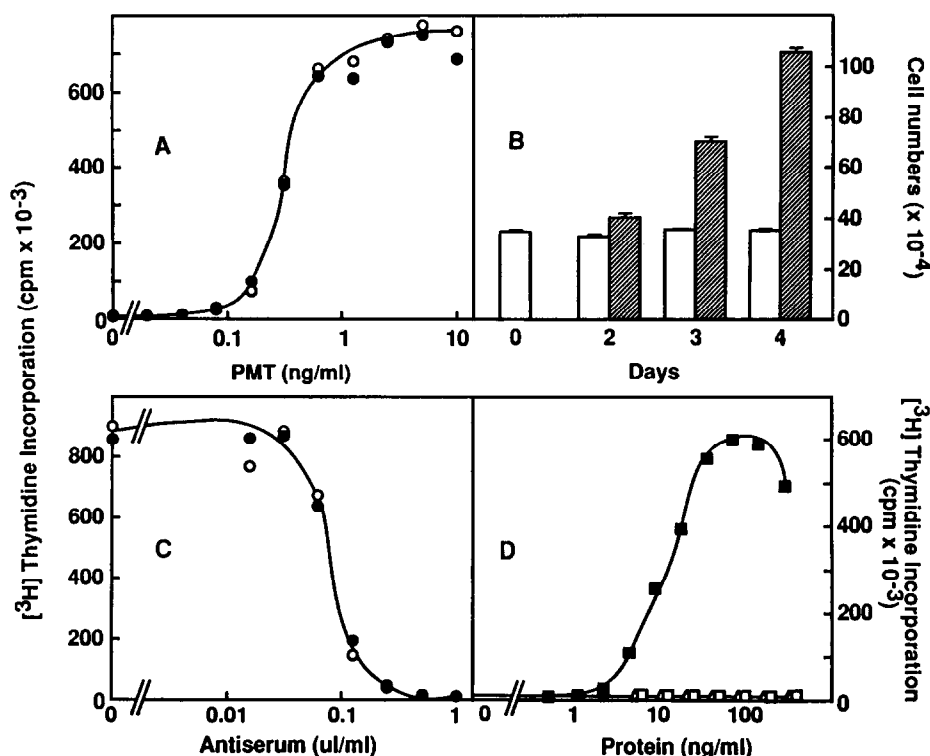 A
B
[³H] Thymidine Incorporation (cpm x 10⁻³)
600
400
200
0
0
0.1
1
10
PMT (ng/ml)
100
80
60
40
20
0
Cell numbers (x 10⁻⁴)
0
2
3
4
Days
C
D
800
600
400
200
0
0
0.01
0.1
1
Antiserum (ul/ml)
600
400
200
0
[³H] Thymidine Incorporation
(cpm x 10⁻³)
0
1
10
100
Protein (ng/ml)